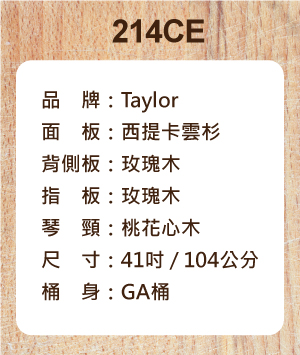 214CE
品　牌：Taylor
面　板：西提卡雲杉
背側板：玫瑰木
指　板：玫瑰木
琴　頸：桃花心木
尺　寸：41吋 / 104公分
桶　身：GA桶